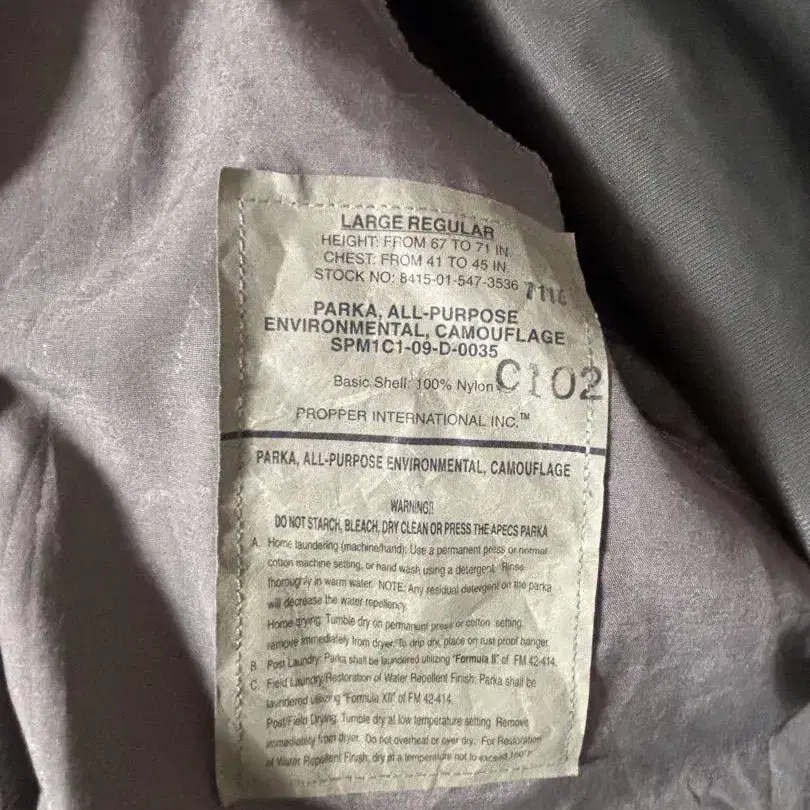 LARGE REGULAR
HEIGHT: FROM 67 TO 71 IN.
CHEST: FROM 41 TO 45 IN.
STOCK NO: 8415-01-547-3536
PARKA, ALL-PURPOSE
ENVIRONMENTAL, CAMOUFLAGE
SPM1C1-09-D-0035
Basic Shell: 100% Nylon C102
PROPPER INTERNATIONAL INC.™
PARKA, ALL-PURPOSE ENVIRONMENTAL, CAMOUFLAGE
WARNING!!
DO NOT STARCH, BLEACH, DRY CLEAN OR PRESS THE APECS PARKA
A. Home laundering (machine/hand): Use a permanent press or normal
cotton machine setting, or hand wash using a detergent. Rinse
thoroughly in warm water. NOTE: Any residual detergent on the parka
will decrease the water repellency.
Home drying: Tumble dry on permanent press or cotton setting,
remove immediately from dryer. To drip dry, place on rust proof hanger.
B. Post Laundry: Parka shall be laundered utilizing "Formula II" of FM 42-414.
C. Field Laundry/Restoration of Water Repellent Finish: Parka shall be
laundered utilizing "Formula XII" of FM 42-414.
Post/Field Drying: Tumble dry at low temperature setting. Remove
immediately from dryer. Do not overheat or over dry. For Restoration
of Water Repellent Finish, dry at a temperature not to exceed